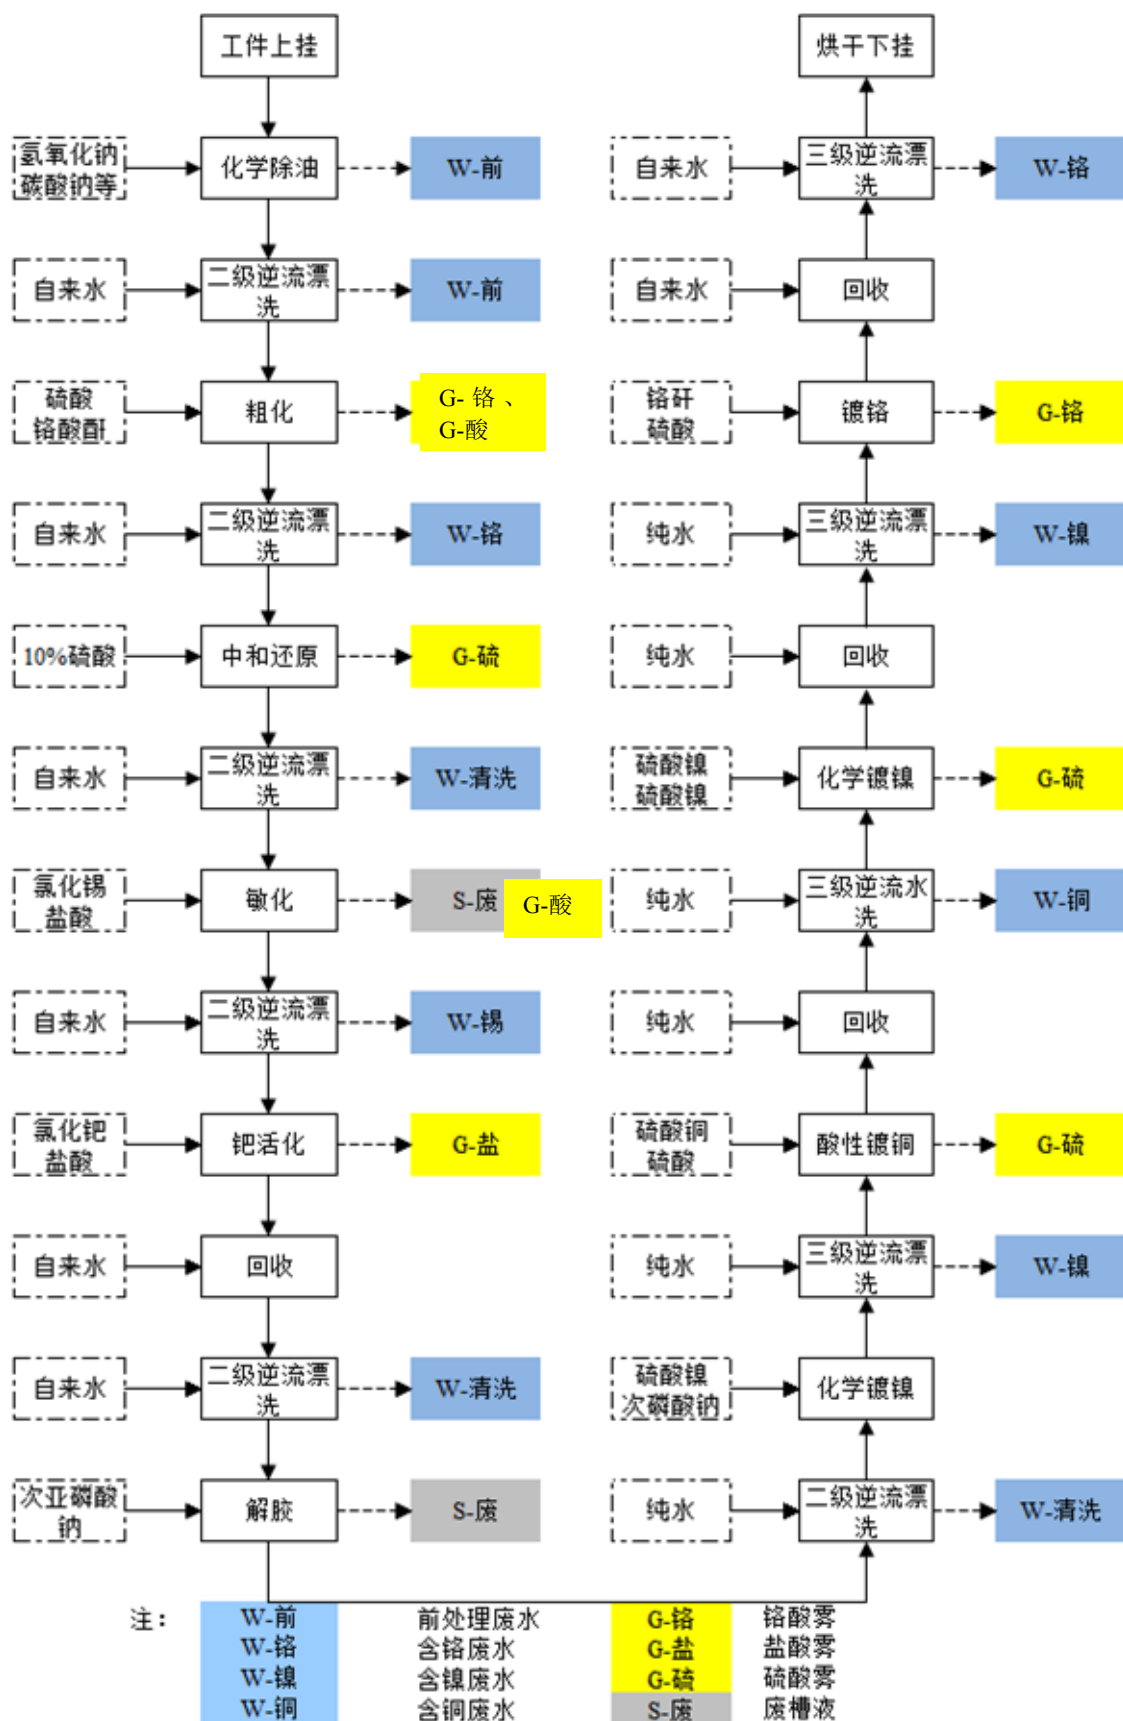 工件上挂
氢氧化钠
碳酸钠等
化学除油
W-前
自来水
二级逆流漂
洗
W-前
硫酸
铬酸酐
粗化
G- 铬 、
G-酸
自来水
二级逆流漂
洗
W-铬
10%硫酸
中和还原
G-硫
自来水
二级逆流漂
洗
W-清洗
氯化锡
盐酸
敏化
S-废
G-酸
自来水
二级逆流漂
洗
W-锡
氯化钯
盐酸
钯活化
G-盐
自来水
回收
自来水
二级逆流漂
洗
W-清洗
次亚磷酸
钠
解胶
S-废
烘干下挂
自来水
三级逆流漂
洗
W-铬
自来水
回收
铬矸
硫酸
镀铬
G-铬
纯水
三级逆流漂
洗
W-镍
纯水
回收
硫酸镍
硫酸镍
化学镀镍
G-硫
纯水
三级逆流水
洗
W-铜
纯水
回收
硫酸铜
硫酸
酸性镀铜
G-硫
纯水
三级逆流漂
洗
W-镍
硫酸镍
次磷酸钠
化学镀镍
纯水
二级逆流漂
洗
W-清洗
注：
W-前 前处理废水 G-铬 铬酸雾
W-铬 含铬废水 G-盐 盐酸雾
W-镍 含镍废水 G-硫 硫酸雾
W-铜 含铜废水 S-废 废槽液